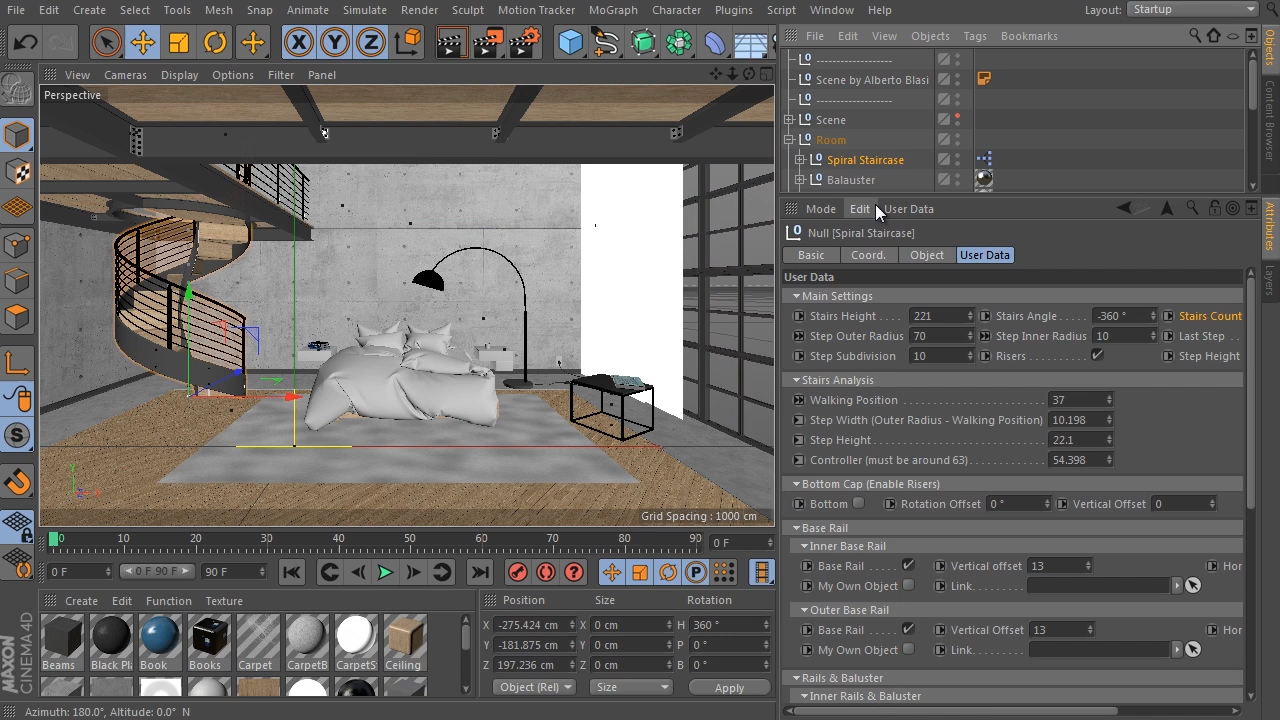 File Edit Create Select Tools Mesh Snap Animate Simulate Render Sculpt Motion Tracker MoGraph Character Plugins Script Window Help Layout: Startup
X Y Z
File Edit View Objects Tags Bookmarks
View Cameras Display Options Filter Panel
Perspective
--------------------
Scene by Alberto Blasi
--------------------
Scene
Room
Spiral Staircase
Balauster
Objects
Mode Edit User Data
Null [Spiral Staircase]
Basic Coord. Object User Data
Attributes
Layers
User Data
Main Settings
Stairs Height . . . . 221 Stairs Angle . . . -360 ° Stairs Count
Step Outer Radius 70 Step Inner Radius 10 Last Step . .
Step Subdivision 10 Risers . . . . . . . . Step Height
Stairs Analysis
Walking Position 37
Step Width (Outer Radius - Walking Position) 10.198
Step Height 22.1
Controller (must be around 63) 54.398
Bottom Cap (Enable Risers)
Bottom Rotation Offset 0 ° Vertical Offset 0
Base Rail
Inner Base Rail
Base Rail . . . . . Vertical offset 13 Hor
My Own Object Link
Outer Base Rail
Base Rail . . . . . Vertical Offset 13 Hor
My Own Object Link
Rails & Baluster
Inner Rails & Baluster
Grid Spacing : 1000 cm
0 10 20 30 40 50 60 70 80 90 0 F
0 F 0 F 90 F 90 F
Create Edit Function Texture
Beams Black Pl Book Books Carpet CarpetB CarpetS Ceiling
Position Size Rotation
X -275.424 cm X 0 cm H 360 °
Y -181.875 cm Y 0 cm P 0 °
Z 197.236 cm Z 0 cm B 0 °
Object (Rel) Size Apply
MAXON
CINEMA 4D
Azimuth: 180.0°, Altitude: 0.0° N